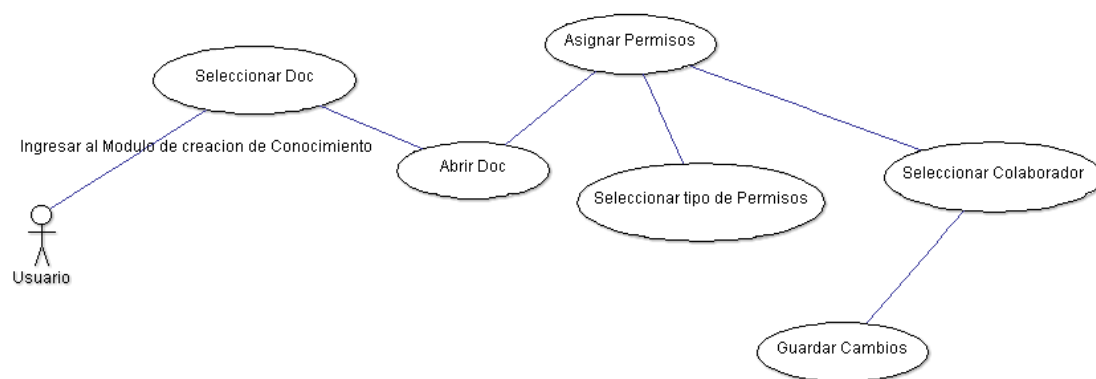 Asignar Permisos
Seleccionar Doc
Ingresar al Modulo de creacion de Conocimiento
Abrir Doc
Seleccionar Colaborador
Seleccionar tipo de Permisos
Usuario
Guardar Cambios